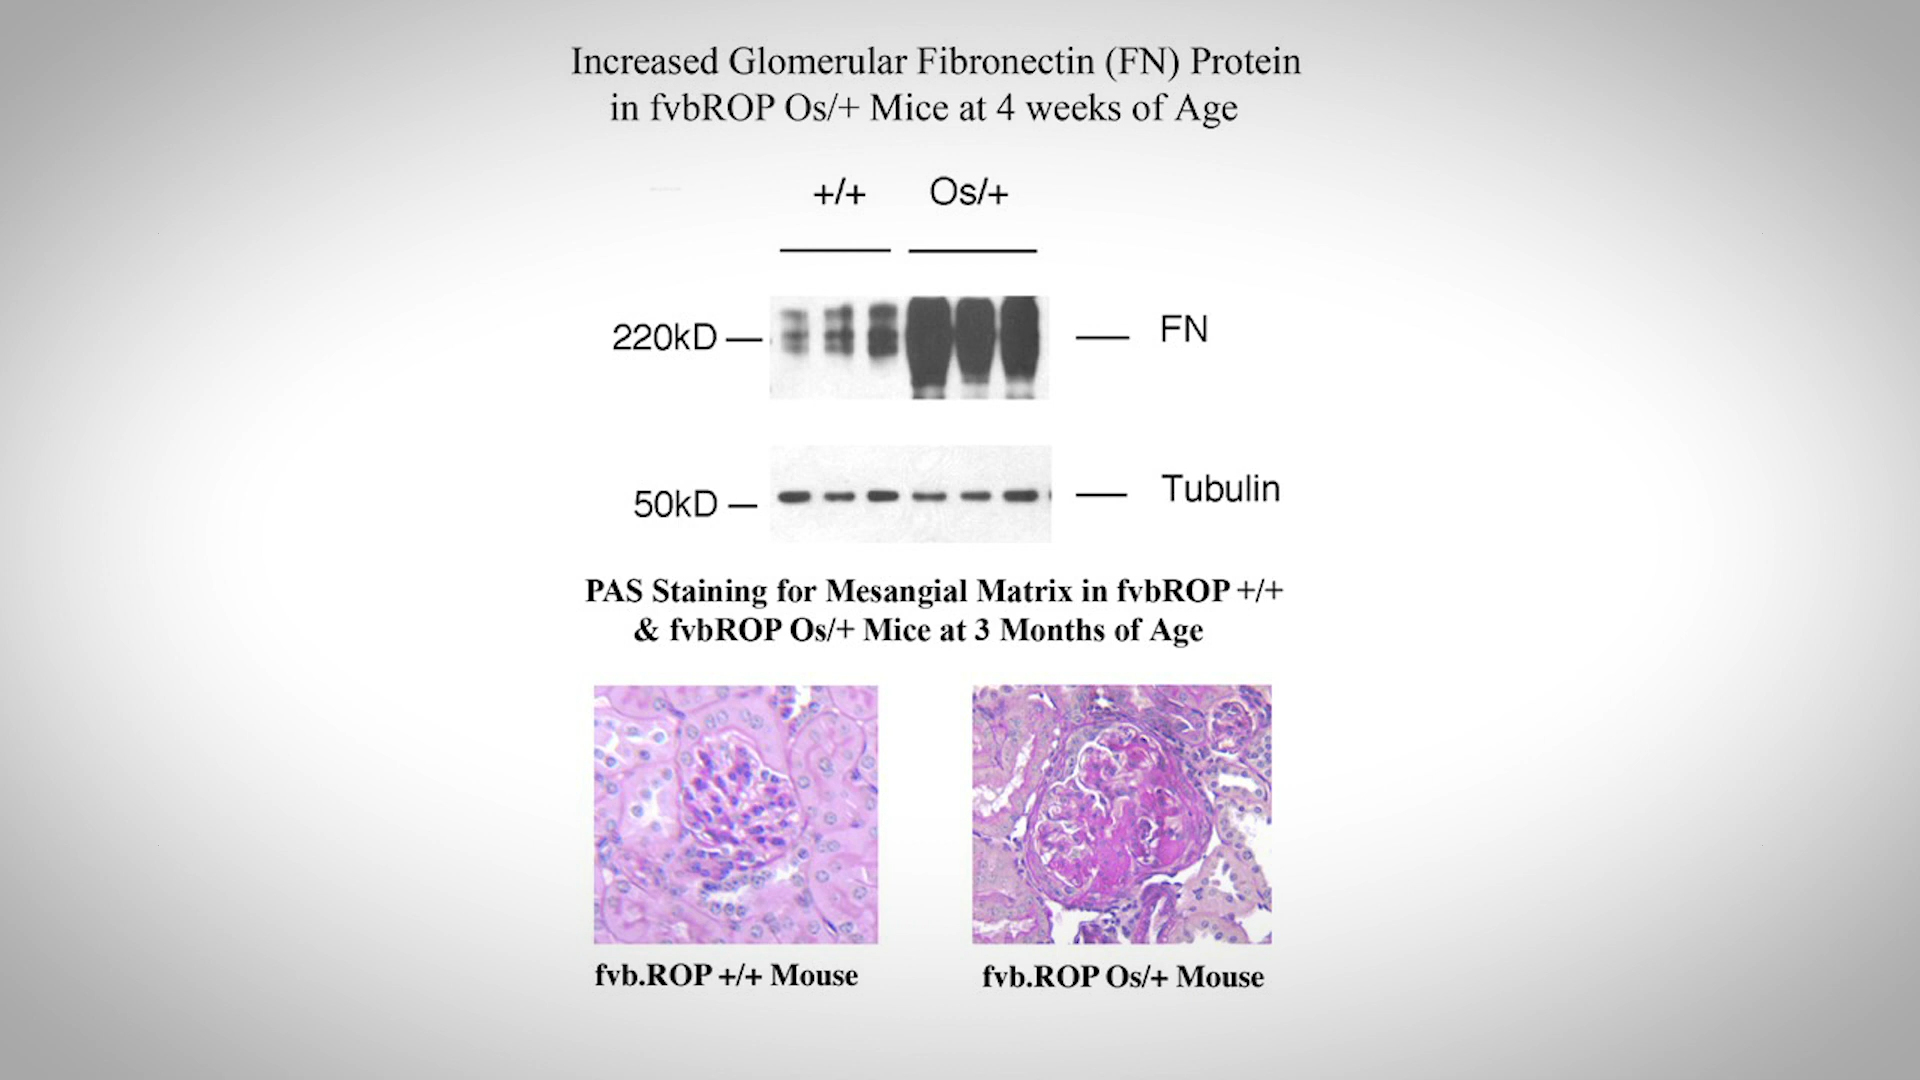 Increased Glomerular Fibronectin (FN) Protein
in fvbROP Os/+ Mice at 4 weeks of Age
+/+ Os/+
220kD FN
50kD Tubulin
PAS Staining for Mesangial Matrix in fvbROP +/+
& fvbROP Os/+ Mice at 3 Months of Age
fvb.ROP +/+ Mouse fvb.ROP Os/+ Mouse